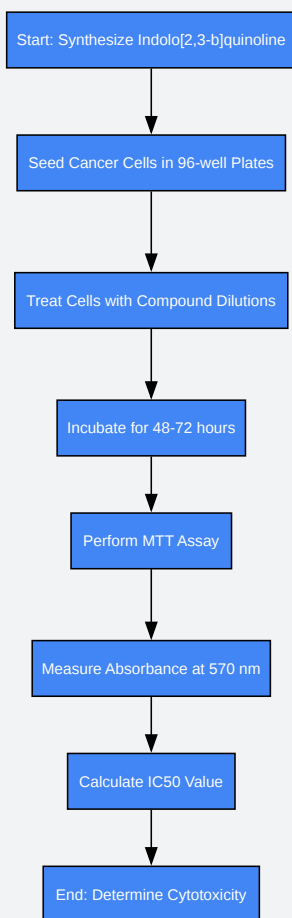 Start: Synthesize Indolo[2,3-b]quinoline
Seed Cancer Cells in 96-well Plates
Treat Cells with Compound Dilutions
Incubate for 48-72 hours
Perform MTT Assay
Measure Absorbance at 570 nm
Calculate IC50 Value
End: Determine Cytotoxicity